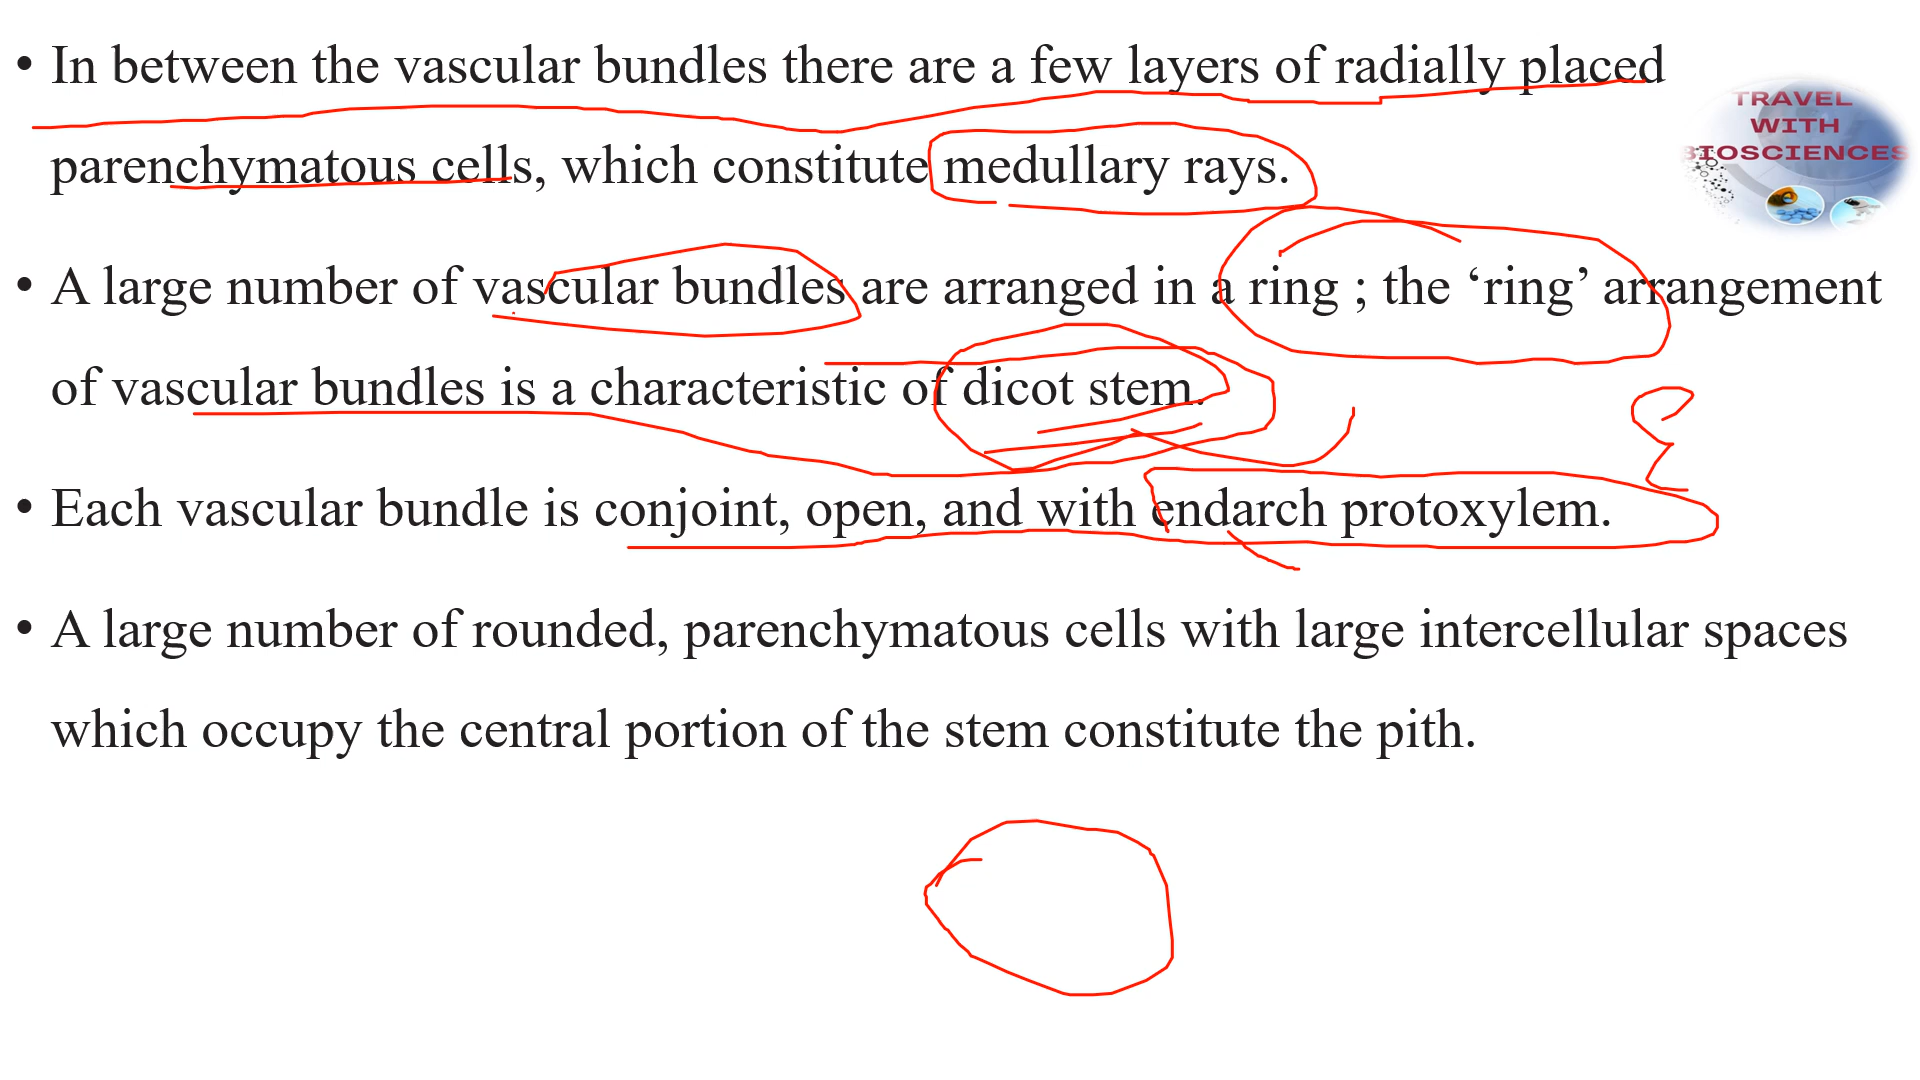 • In between the vascular bundles there are a few layers of radially placed
parenchymatous cells, which constitute medullary rays.
• A large number of vascular bundles are arranged in a ring ; the ‘ring’ arrangement
of vascular bundles is a characteristic of dicot stem.
• Each vascular bundle is conjoint, open, and with endarch protoxylem.
• A large number of rounded, parenchymatous cells with large intercellular spaces
which occupy the central portion of the stem constitute the pith.
TRAVEL
WITH
BIOSCIENCES